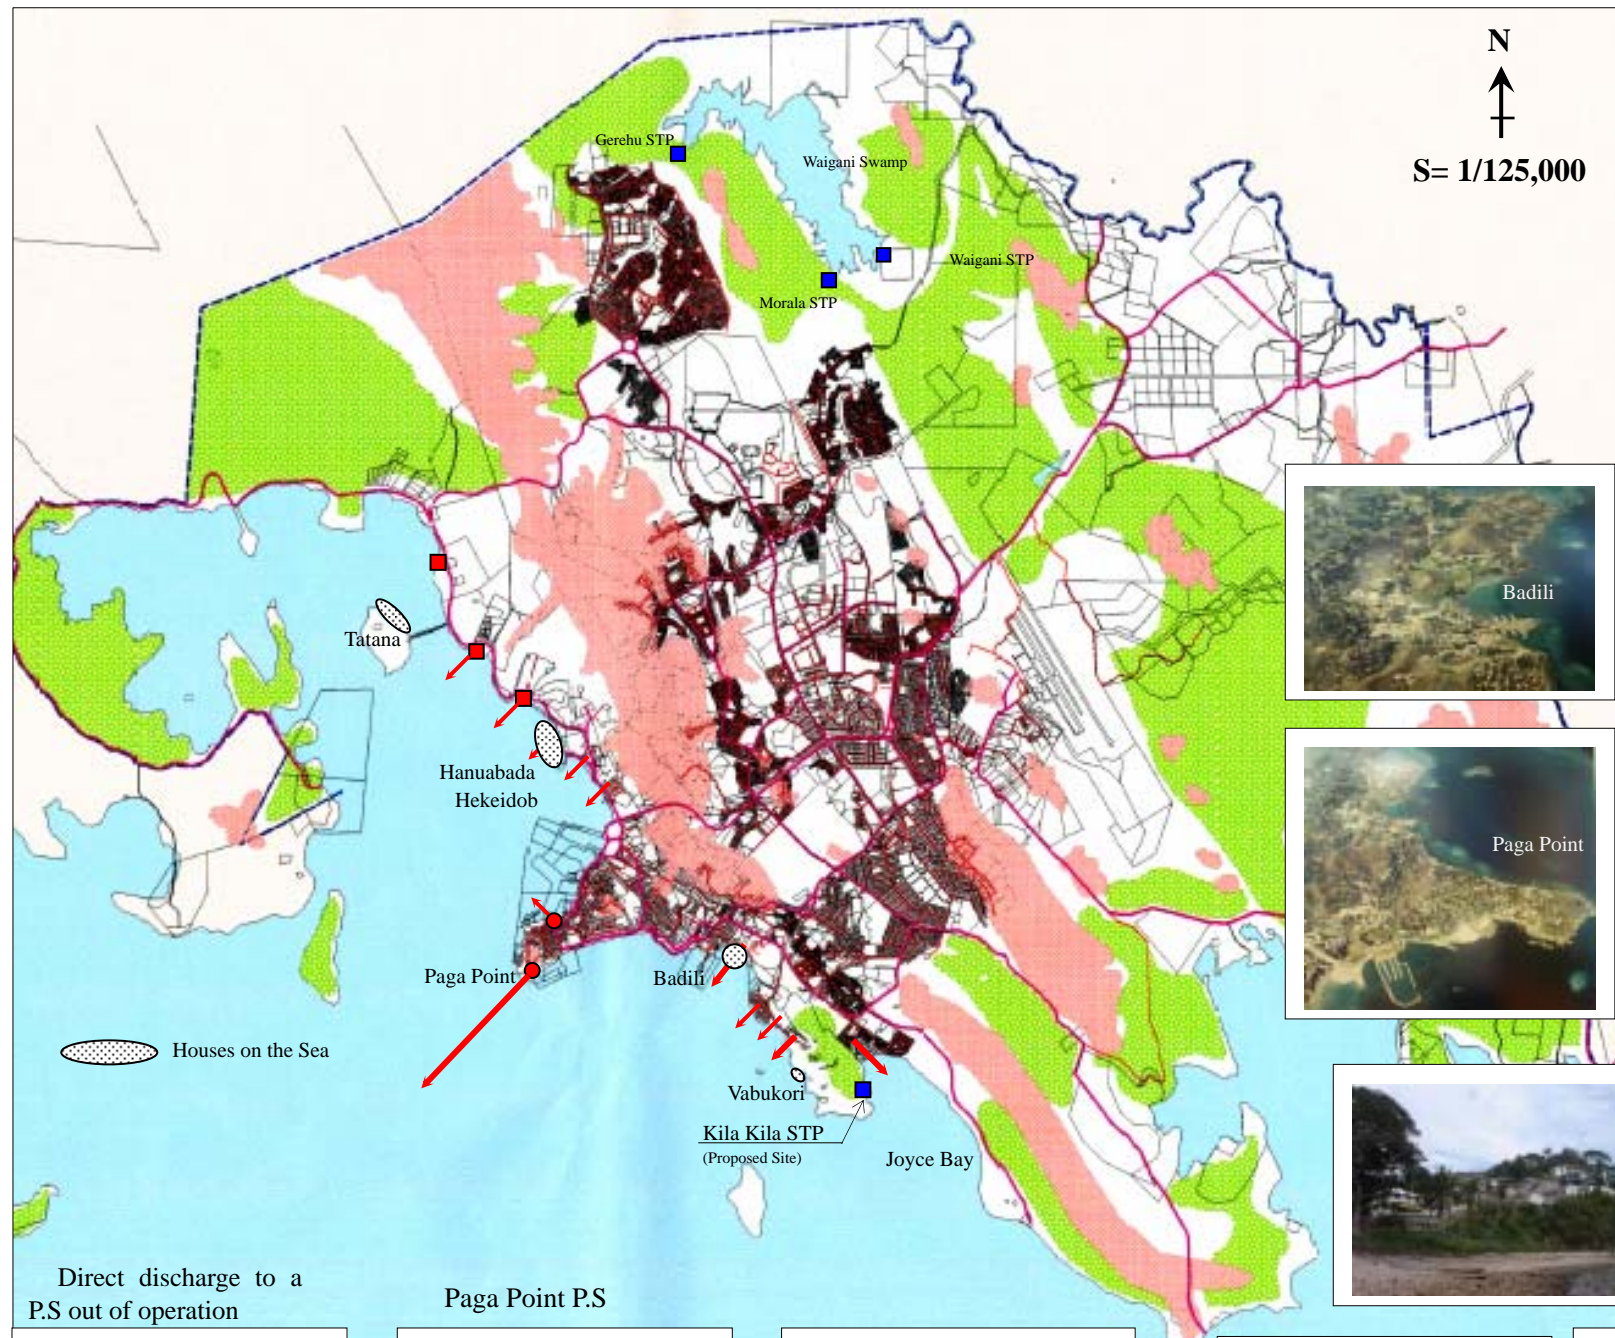 N
S= 1/125,000
Gerehu STP
Waigani Swamp
Waigani STP
Morala STP
Badili
Tatana
Hanuabada
Hekeidob
Paga Point
Paga Point
Badili
Houses on the Sea
Vabukori
Kila Kila STP
(Proposed Site)
Joyce Bay
Direct discharge to a
P.S out of operation
Paga Point P.S